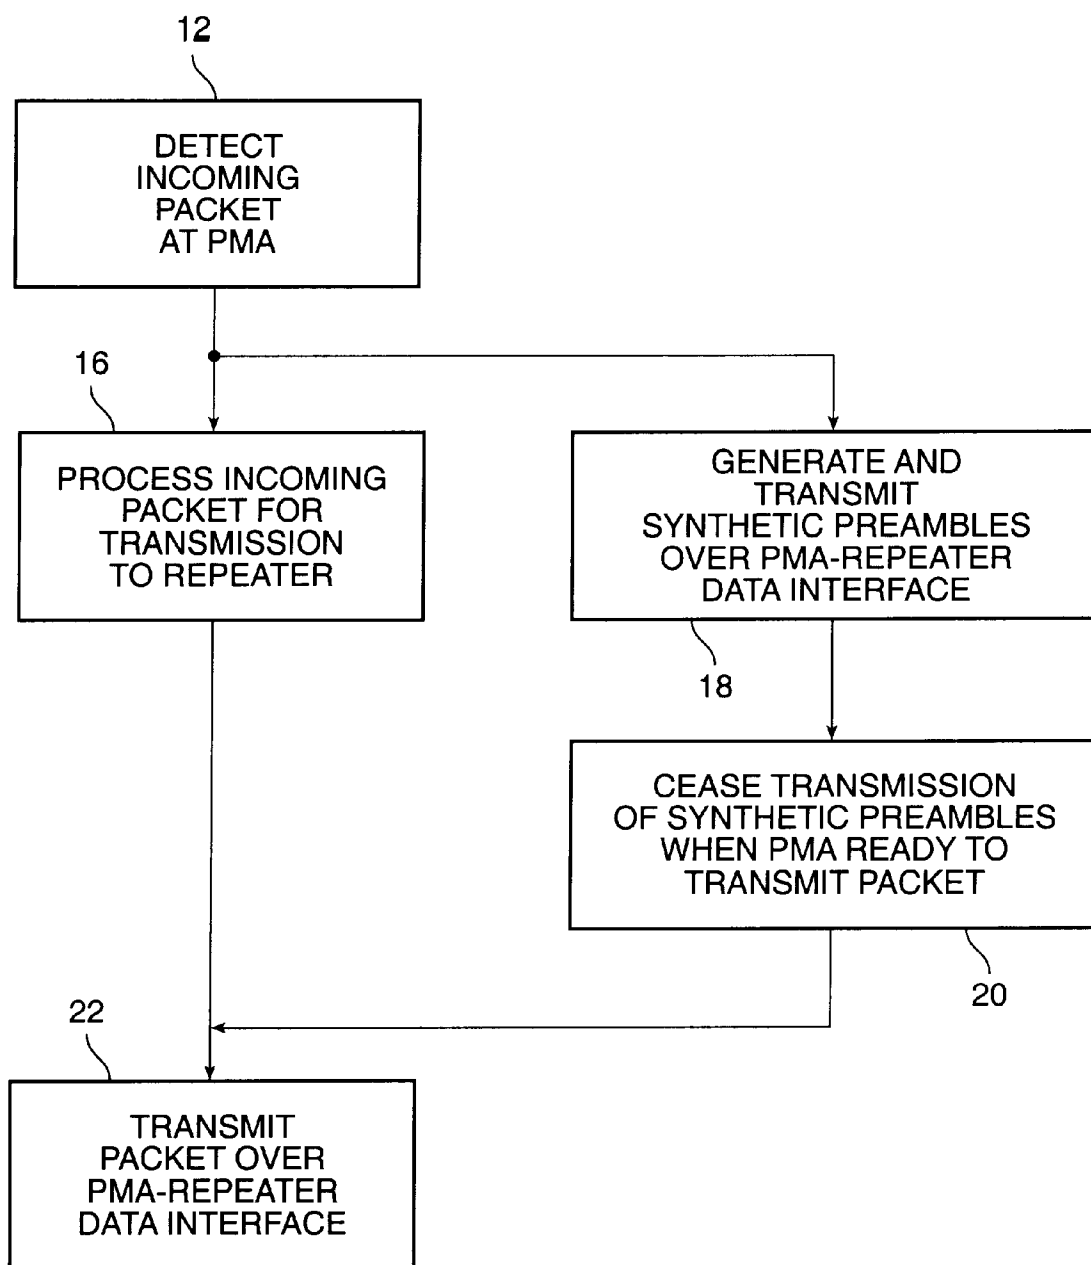 12
DETECT
INCOMING
PACKET
AT PMA
16
PROCESS INCOMING
PACKET FOR
TRANSMISSION
TO REPEATER
GENERATE AND
TRANSMIT
SYNTHETIC PREAMBLES
OVER PMA-REPEATER
DATA INTERFACE
18
CEASE TRANSMISSION
OF SYNTHETIC PREAMBLES
WHEN PMA READY TO
TRANSMIT PACKET
20
22
TRANSMIT
PACKET OVER
PMA-REPEATER
DATA INTERFACE